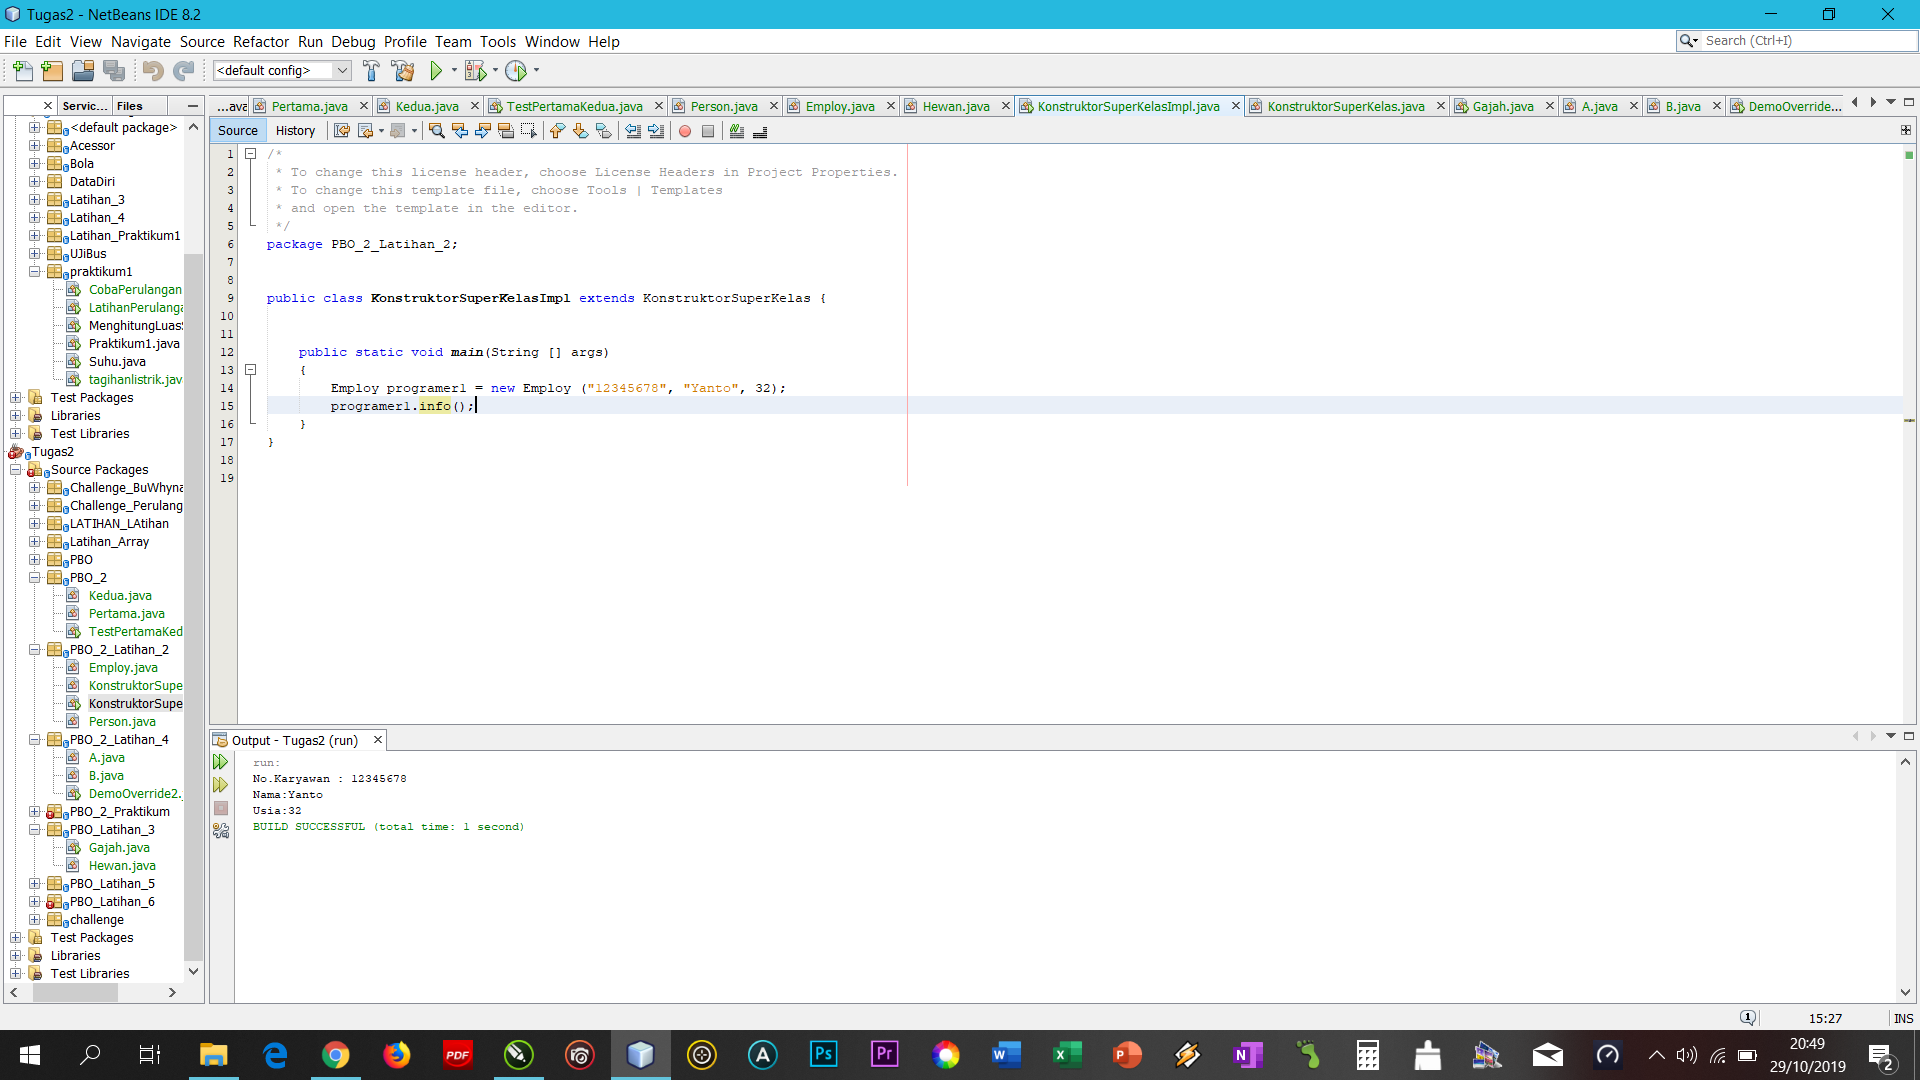 Tugas2 - NetBeans IDE 8.2
File Edit View Navigate Source Refactor Run Debug Profile Team Tools Window Help
Search (Ctrl+I)
<default config>
Servic... Files
...ava Pertama.java Kedua.java TestPertamaKedua.java Person.java Employ.java Hewan.java KonstruktorSuperKelasImpl.java KonstruktorSuperKelas.java Gajah.java A.java B.java DemoOverride...
Source History
<default package>
Acessor
Bola
DataDiri
Latihan_3
Latihan_4
Latihan_Praktikum1
UJiBus
praktikum1
CobaPerulangan
LatihanPerulanga
MenghitungLuas
Praktikum1.java
Suhu.java
tagihanlistrik.jav
Test Packages
Libraries
Test Libraries
Tugas2
Source Packages
Challenge_BuWhyna
Challenge_Perulang
LATIHAN_LAtihan
Latihan_Array
PBO
PBO_2
Kedua.java
Pertama.java
TestPertamaKed
PBO_2_Latihan_2
Employ.java
KonstruktorSupe
KonstruktorSupe
Person.java
PBO_2_Latihan_4
A.java
B.java
DemoOverride2.
PBO_2_Praktikum
PBO_Latihan_3
Gajah.java
Hewan.java
PBO_Latihan_5
PBO_Latihan_6
challenge
Test Packages
Libraries
Test Libraries
1 /*
2 * To change this license header, choose License Headers in Project Properties.
3 * To change this template file, choose Tools | Templates
4 * and open the template in the editor.
5 */
6 package PBO_2_Latihan_2;
7
8
9 public class KonstruktorSuperKelasImpl extends KonstruktorSuperKelas {
10
11
12 public static void main(String [] args)
13 {
14 Employ programer1 = new Employ ("12345678", "Yanto", 32);
15 programer1.info();
16 }
17 }
18
19
Output - Tugas2 (run)
run:
No.Karyawan : 12345678
Nama:Yanto
Usia:32
BUILD SUCCESSFUL (total time: 1 second)
1 15:27 INS
PDF Ps Pr
20:49
29/10/2019
2